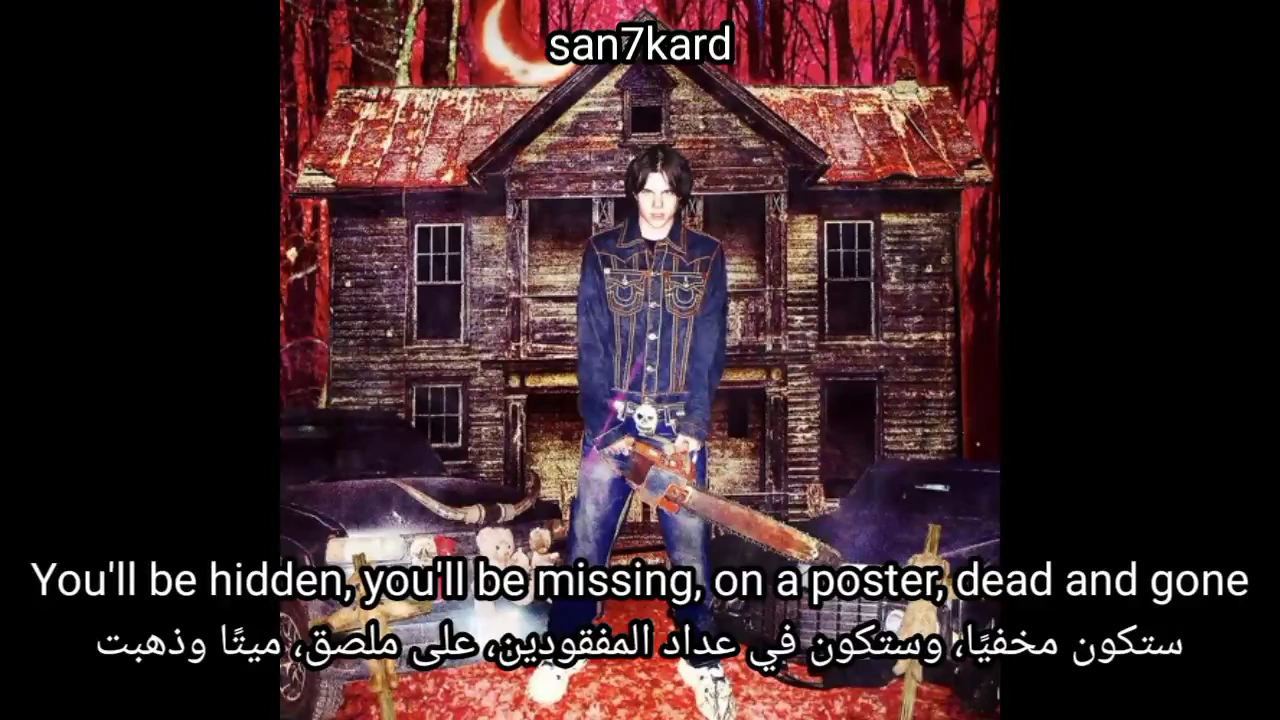 san7kard
You'll be hidden, you'll be missing, on a poster, dead and gone
ستكون مخفيًا، وستكون في عداد المفقودين، على ملصق، ميتًا وذهبت